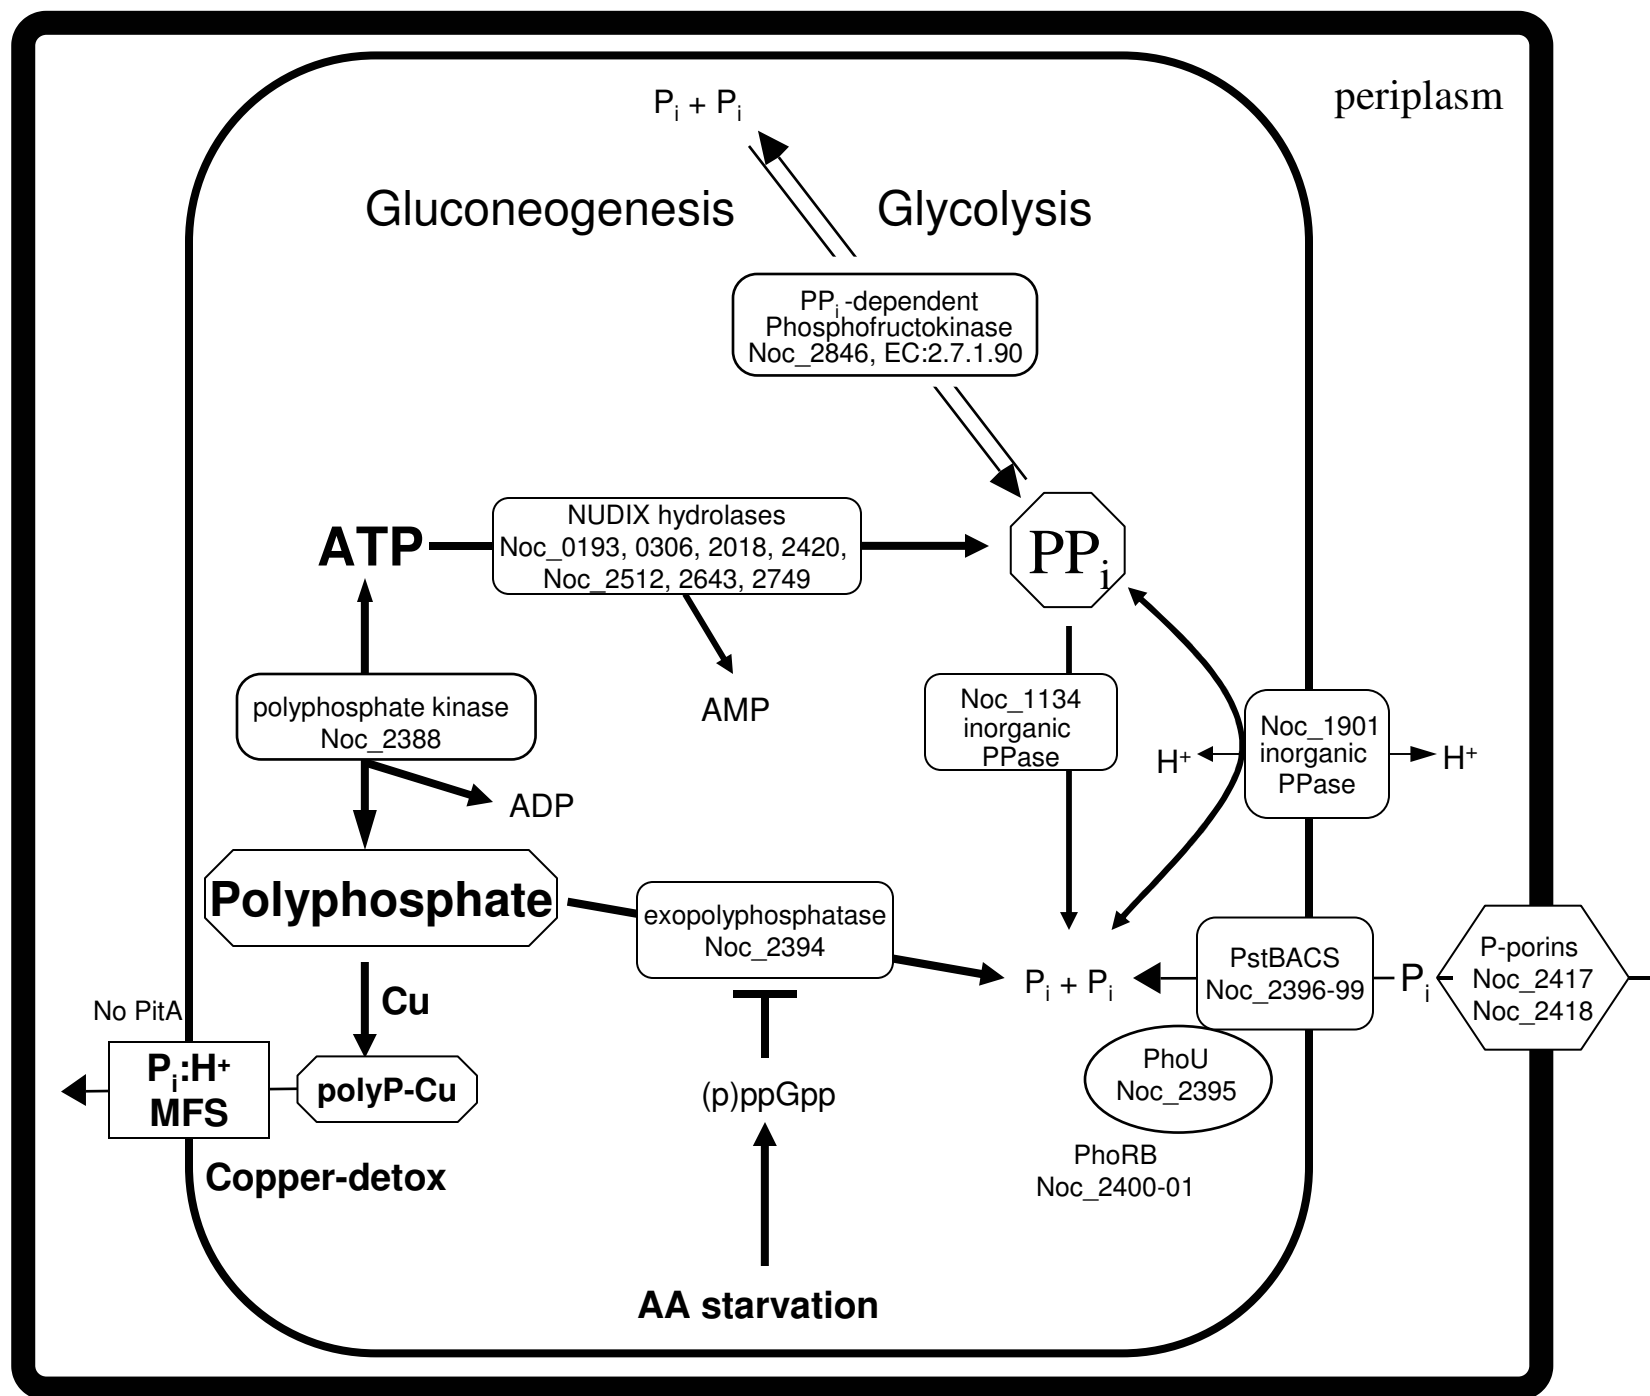 periplasm
Pi + Pi
Gluconeogenesis
Glycolysis
PPi -dependent
Phosphofructokinase
Noc_2846, EC:2.7.1.90
ATP
NUDIX hydrolases
Noc_0193, 0306, 2018, 2420,
Noc_2512, 2643, 2749
PPi
AMP
polyphosphate kinase
Noc_2388
ADP
Noc_1134
inorganic
PPase
H+
Noc_1901
inorganic
PPase
H+
Polyphosphate
exopolyphosphatase
Noc_2394
Pi + Pi
PstBACS
Noc_2396-99
Pi
P-porins
Noc_2417
Noc_2418
Cu
No PitA
Pi:H+
MFS
polyP-Cu
Copper-detox
(p)ppGpp
PhoU
Noc_2395
PhoRB
Noc_2400-01
AA starvation